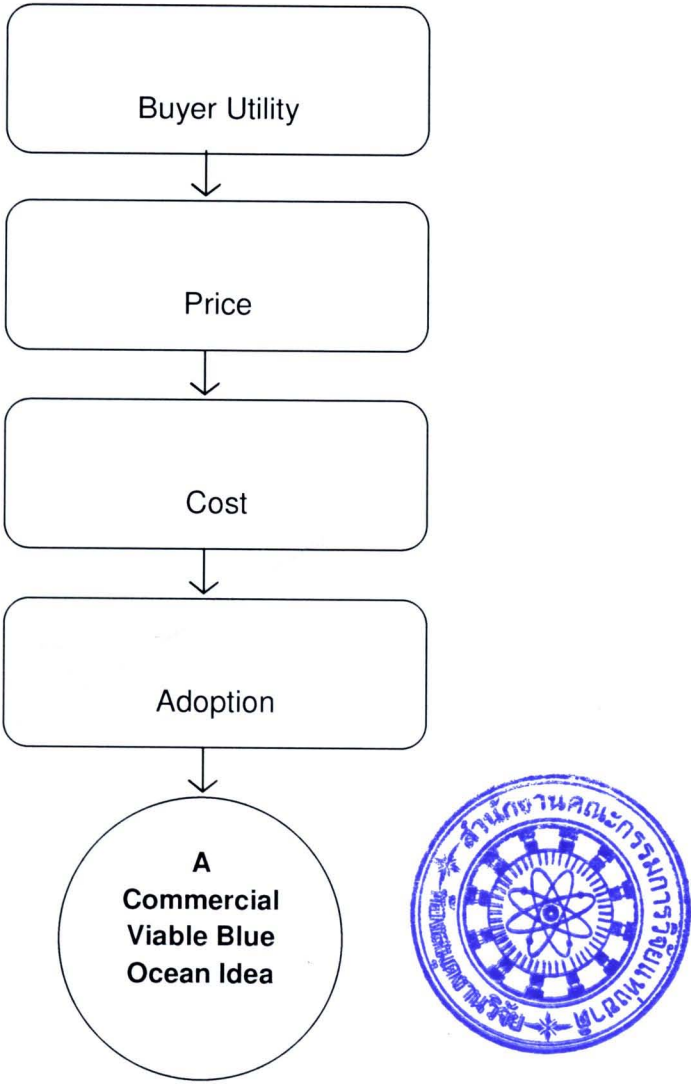 Buyer Utility
Price
Cost
Adoption
A
Commercial
Viable Blue
Ocean Idea
สำนักงานคณะกรรมการวิจัยแห่งชาติ